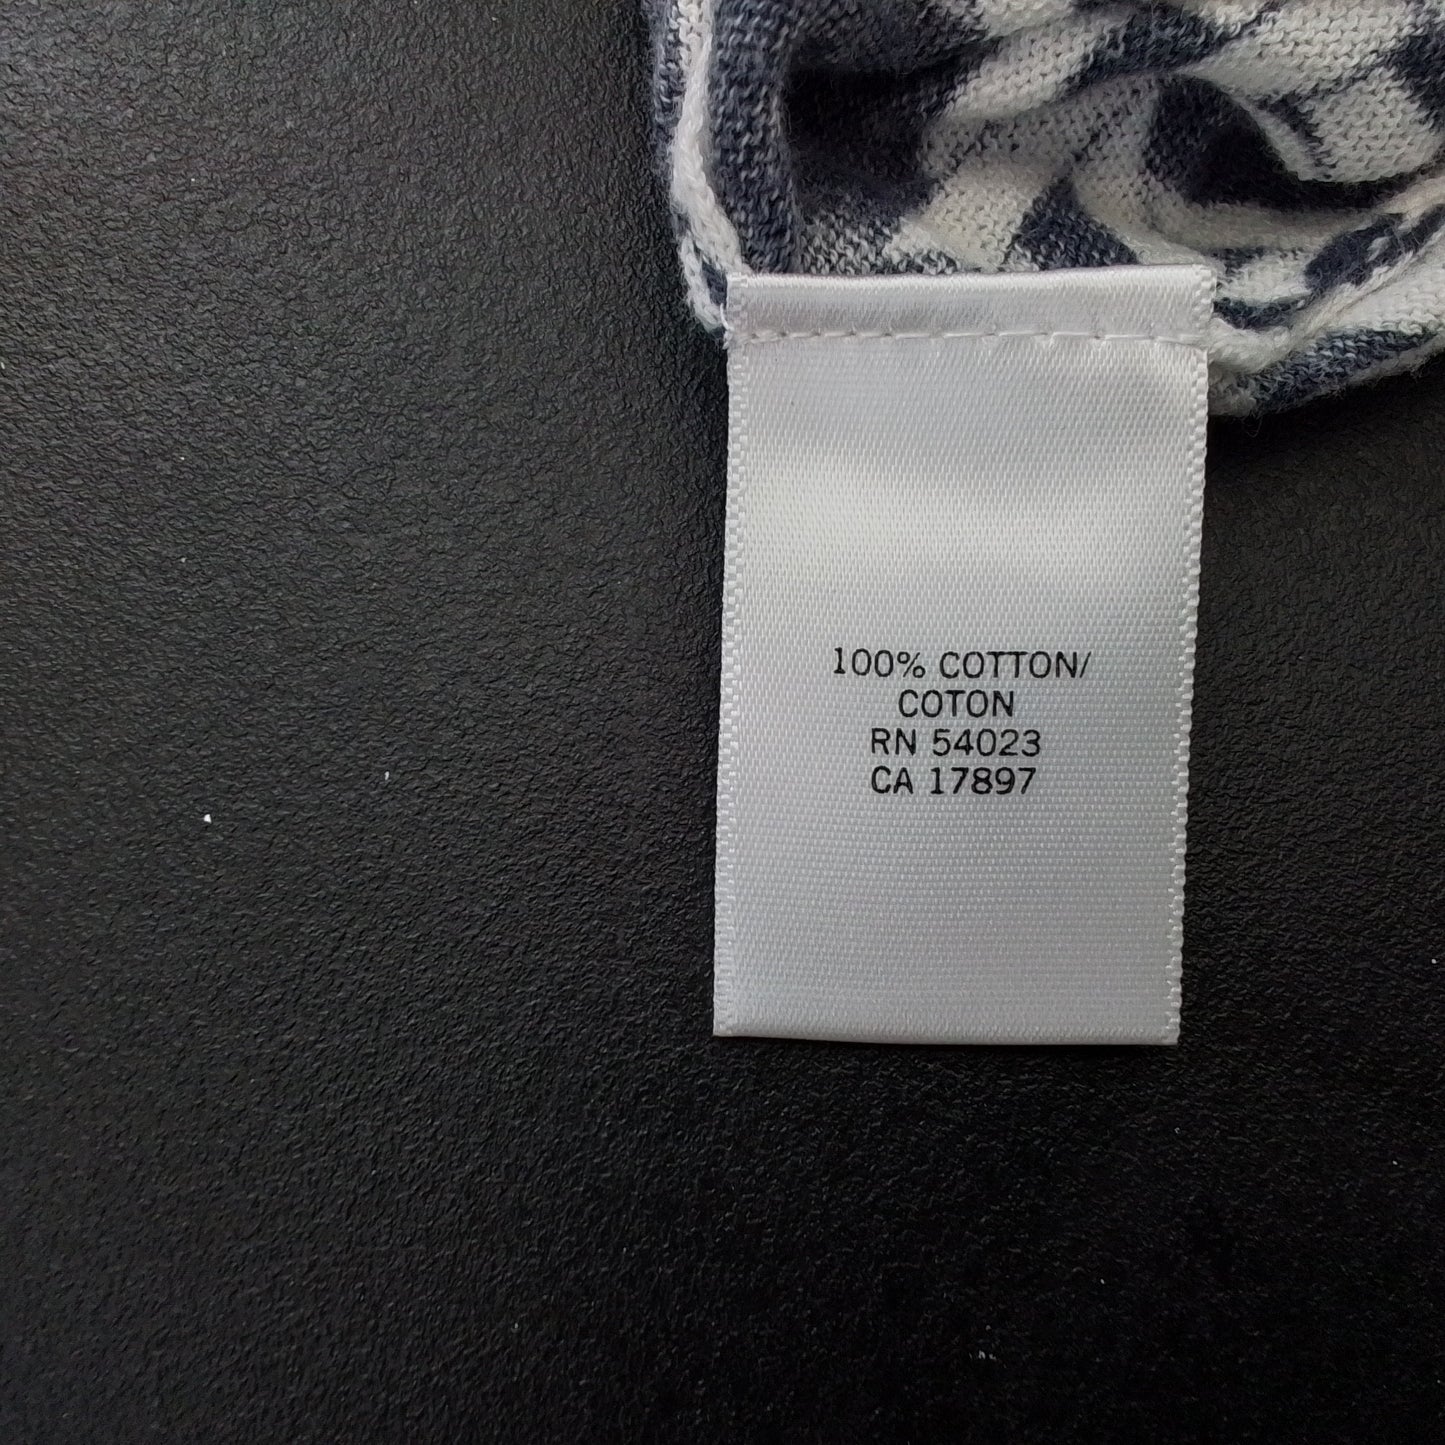 100% COTTON/
COTON
RN 54023
CA 17897